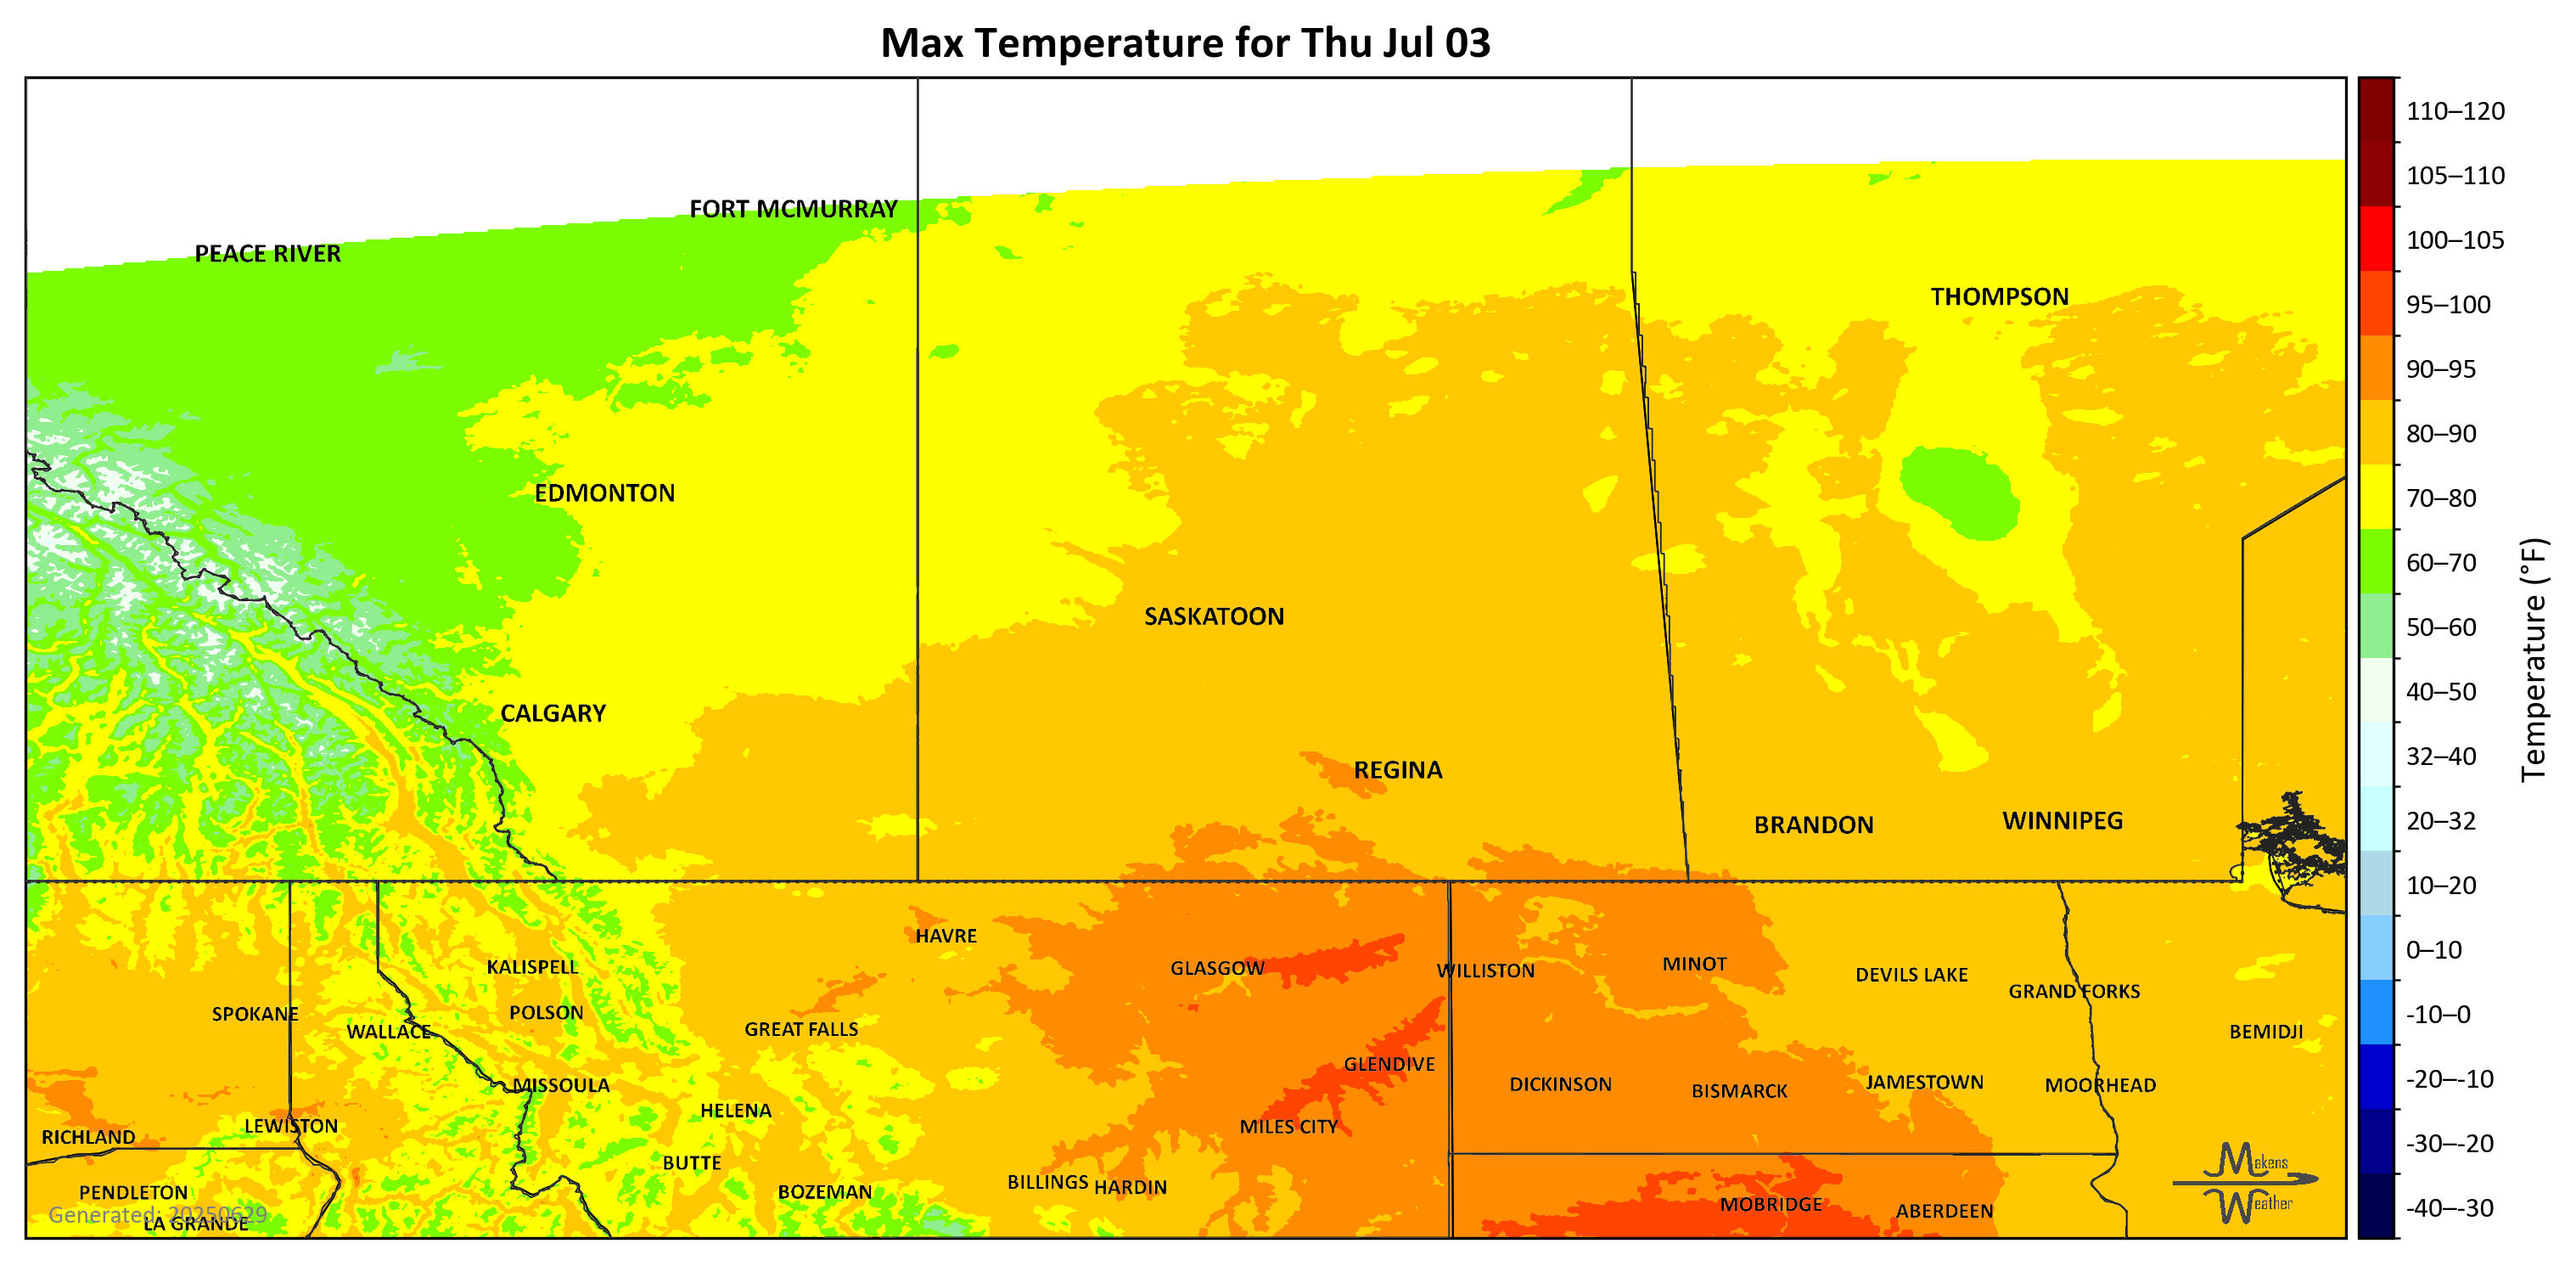 Max Temperature for Thu Jul 03
110–120
105–110
FORT MCMURRAY
100–105
PEACE RIVER
THOMPSON
95–100
90–95
80–90
EDMONTON
70–80
60–70
SASKATOON
50–60
Temperature (°F)
40–50
CALGARY
32–40
REGINA
20–32
BRANDON
WINNIPEG
10–20
HAVRE
0–10
KALISPELL
GLASGOW
WILLISTON
MINOT
DEVILS LAKE
GRAND FORKS
-10–0
SPOKANE
POLSON
WALLACE
GREAT FALLS
BEMIDJI
GLENDIVE
-20–-10
MISSOULA
DICKINSON
BISMARCK
JAMESTOWN
MOORHEAD
HELENA
LEWISTON
MILES CITY
RICHLAND
-30–-20
BUTTE
Makens
BILLINGS
HARDIN
PENDLETON
BOZEMAN
Weather
MOBRIDGE
ABERDEEN
-40–-30
Generated: 20250629
LA GRANDE